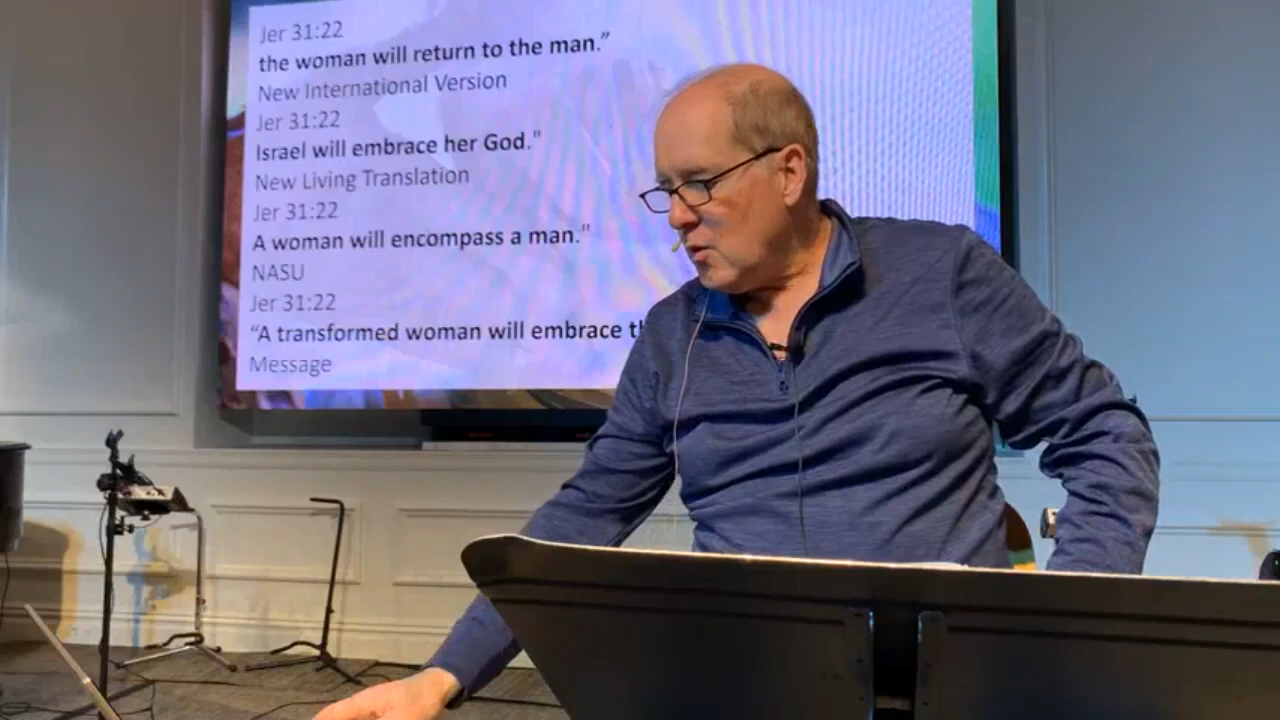 Jer 31:22
the woman will return to the man.”
New International Version
Jer 31:22
Israel will embrace her God."
New Living Translation
Jer 31:22
A woman will encompass a man."
NASU
Jer 31:22
“A transformed woman will embrace
Message